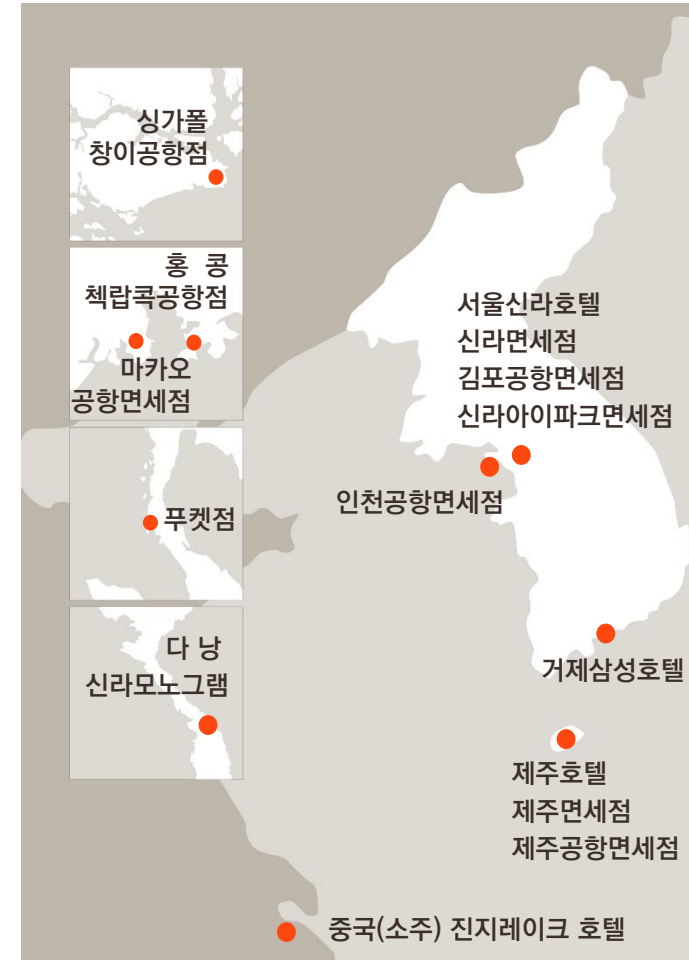 싱가폴
창이공항점
홍 콩
첵랍콕공항점
마카오
공항면세점
푸켓점
다 낭
신라모노그램
서울신라호텔
신라면세점
김포공항면세점
신라아이파크면세점
인천공항면세점
거제삼성호텔
제주호텔
제주면세점
제주공항면세점
중국(소주) 진지레이크 호텔